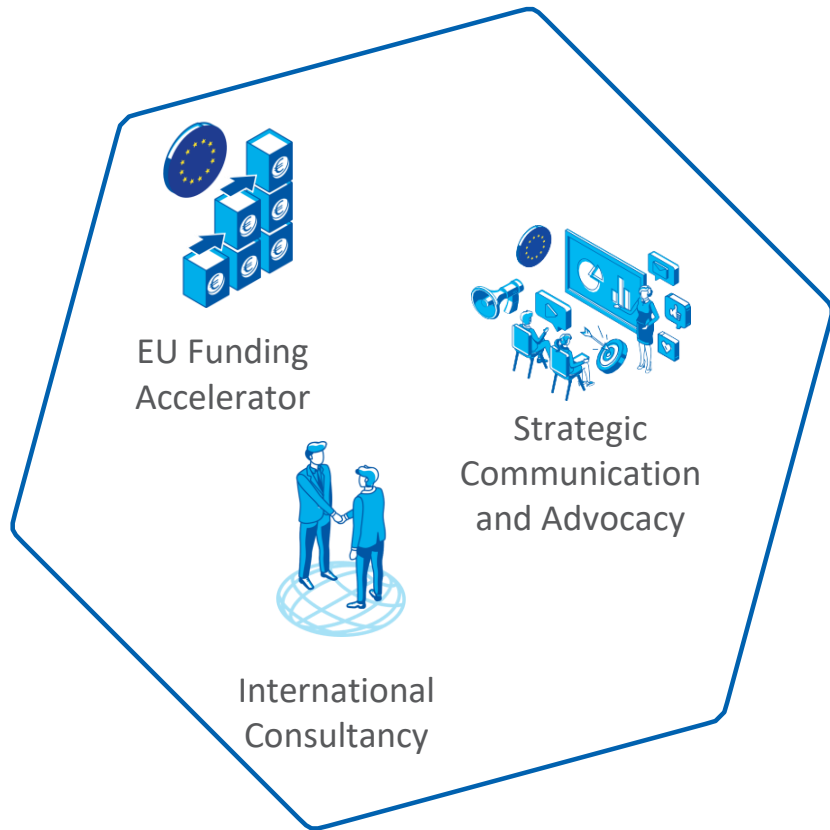 EU Funding
Accelerator
Strategic
Communication
and Advocacy
International
Consultancy